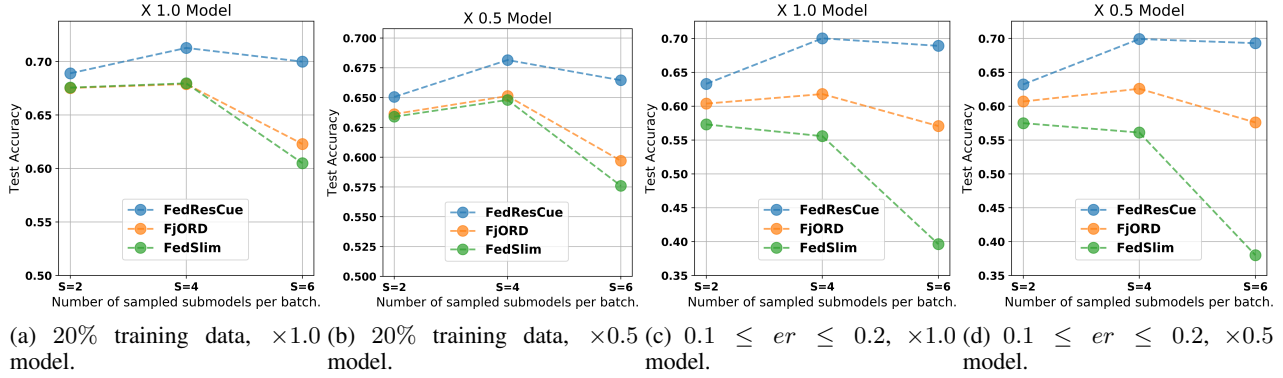 X 1.0 Model
0.70
0.65
0.60
0.55
0.50
Test Accuracy
FedResCue
FjORD
FedSlim
S=2 S=4 S=6
Number of sampled submodels per batch.
(a) 20% training data, ×1.0
model.
X 0.5 Model
0.700
0.675
0.650
0.625
0.600
0.575
0.550
0.525
0.500
Test Accuracy
FedResCue
FjORD
FedSlim
S=2 S=4 S=6
Number of sampled submodels per batch.
(b) 20% training data, ×0.5
model.
X 1.0 Model
0.70
0.65
0.60
0.55
0.50
0.45
0.40
0.35
Test Accuracy
FedResCue
FjORD
FedSlim
S=2 S=4 S=6
Number of sampled submodels per batch.
(c) 0.1 ≤ er ≤ 0.2, ×1.0
model.
X 0.5 Model
0.70
0.65
0.60
0.55
0.50
0.45
0.40
0.35
Test Accuracy
FedResCue
FjORD
FedSlim
S=2 S=4 S=6
Number of sampled submodels per batch.
(d) 0.1 ≤ er ≤ 0.2, ×0.5
model.